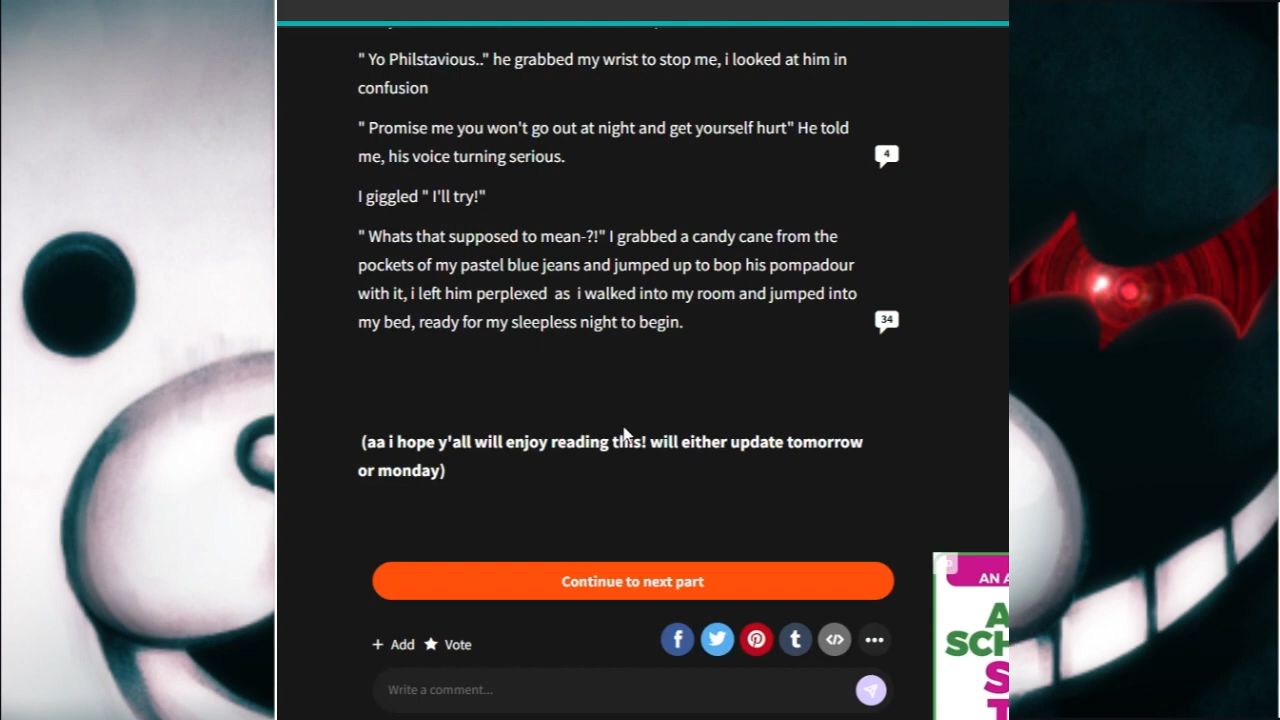 " Yo Philstavious.." he grabbed my wrist to stop me, i looked at him in
confusion
" Promise me you won't go out at night and get yourself hurt" He told
me, his voice turning serious.
4
I giggled " I'll try!"
" Whats that supposed to mean-?!" I grabbed a candy cane from the
pockets of my pastel blue jeans and jumped up to bop his pompadour
with it, i left him perplexed as i walked into my room and jumped into
my bed, ready for my sleepless night to begin.
34
(aa i hope y'all will enjoy reading this! will either update tomorrow
or monday)
Continue to next part
AN A
A
SCH
S
T
+ Add ★ Vote
Write a comment...